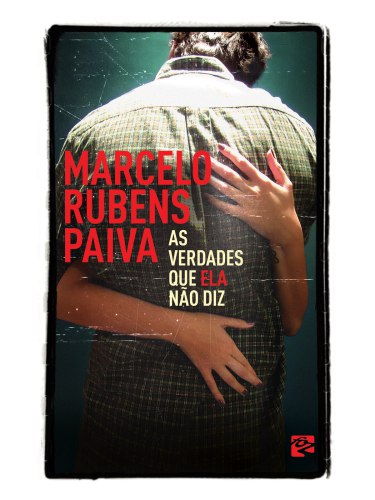 MARCELO
RUBENS
PAIVA
AS
VERDADES
QUE ELA
NÃO DIZ